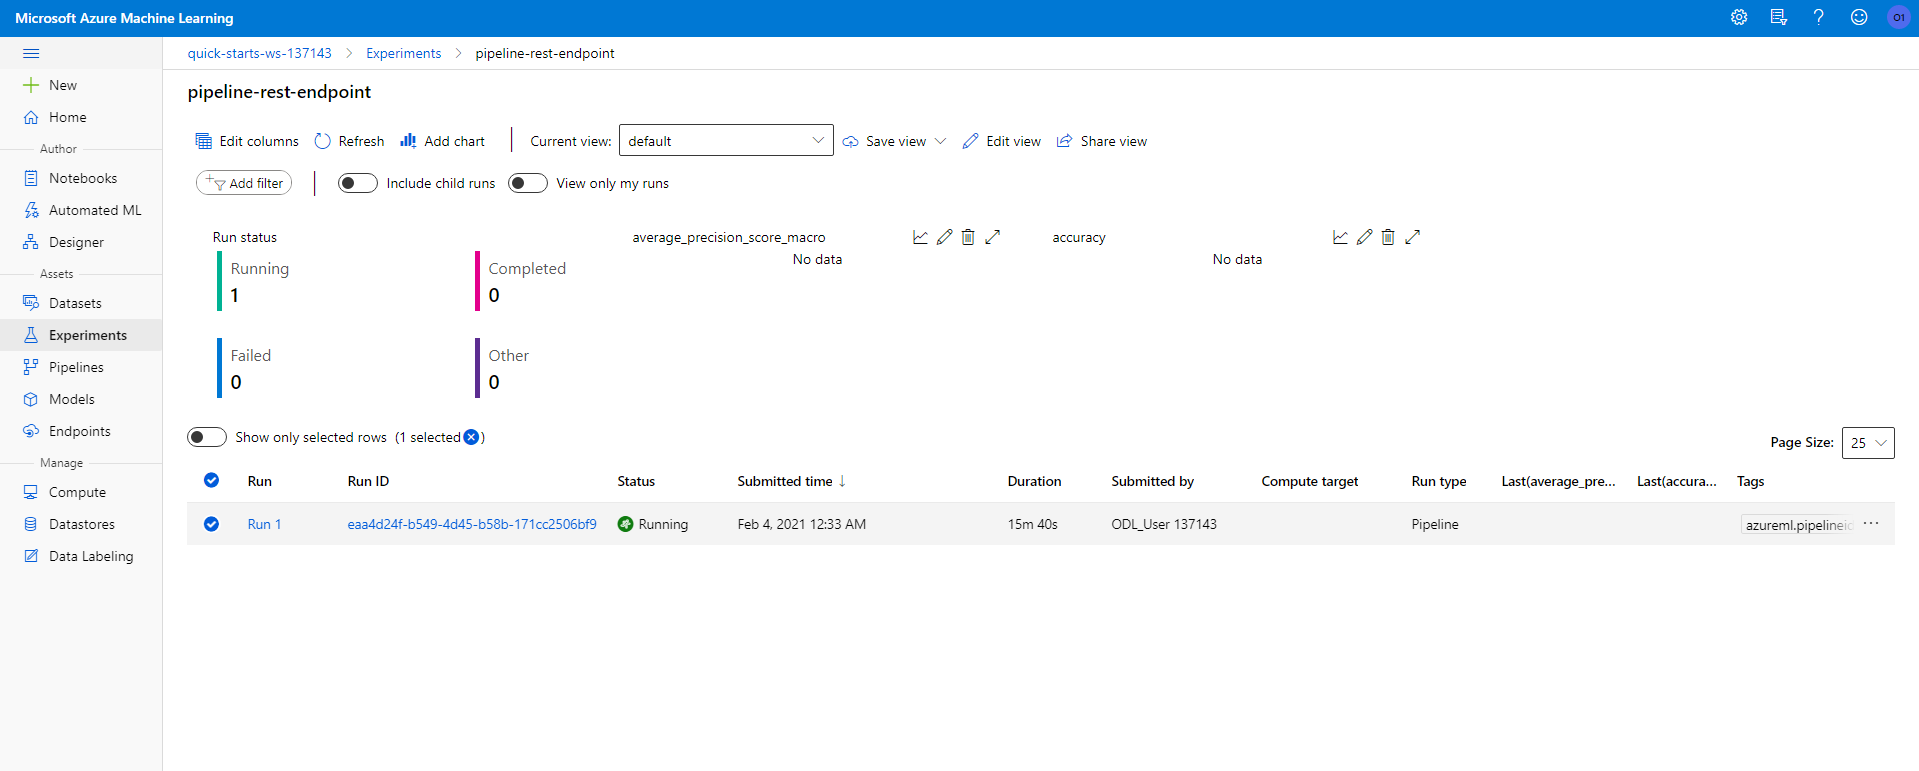 Microsoft Azure Machine Learning
O1
quick-starts-ws-137143 > Experiments > pipeline-rest-endpoint
New
Home
Author
Notebooks
Automated ML
Designer
Assets
Datasets
Experiments
Pipelines
Models
Endpoints
Manage
Compute
Datastores
Data Labeling
pipeline-rest-endpoint
Edit columns Refresh Add chart Current view: default Save view Edit view Share view
Add filter Include child runs View only my runs
Run status
Running
1
Completed
0
Failed
0
Other
0
average_precision_score_macro
No data
accuracy
No data
Show only selected rows (1 selected )
Page Size: 25
Run Run ID Status Submitted time ↓ Duration Submitted by Compute target Run type Last(average_pre... Last(accura... Tags
Run 1 eaa4d24f-b549-4d45-b58b-171cc2506bf9 Running Feb 4, 2021 12:33 AM 15m 40s ODL_User 137143 Pipeline azureml.pipelineid ...